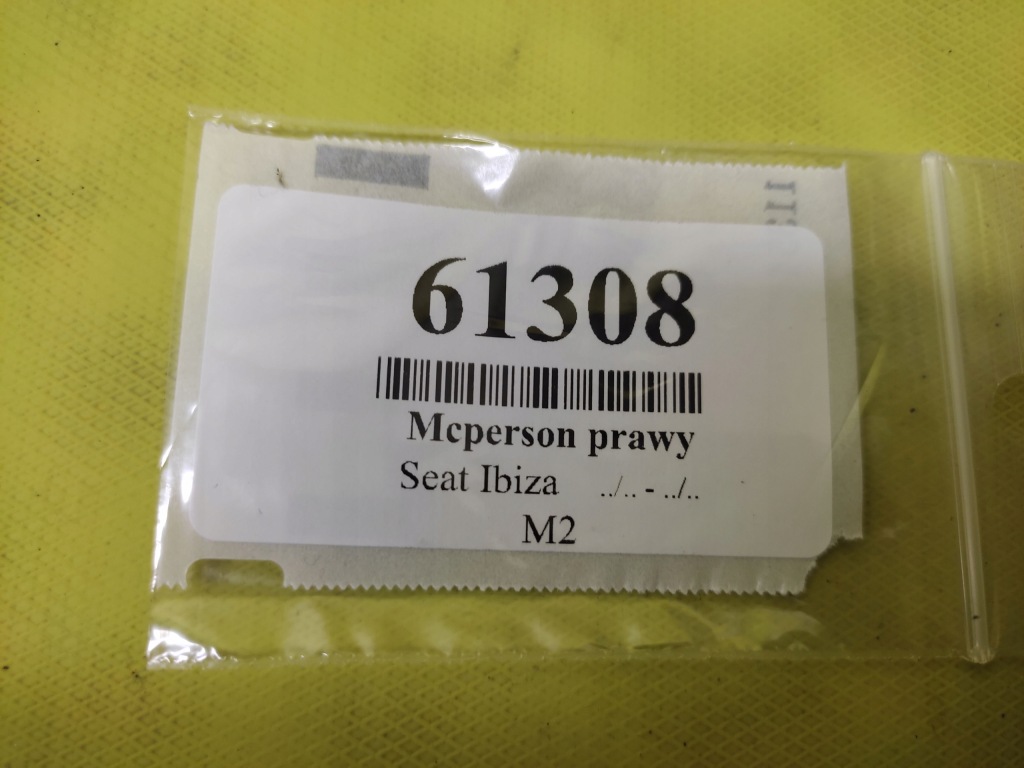 61308
Mcperson prawy
Seat Ibiza ../.. - ../..
M2